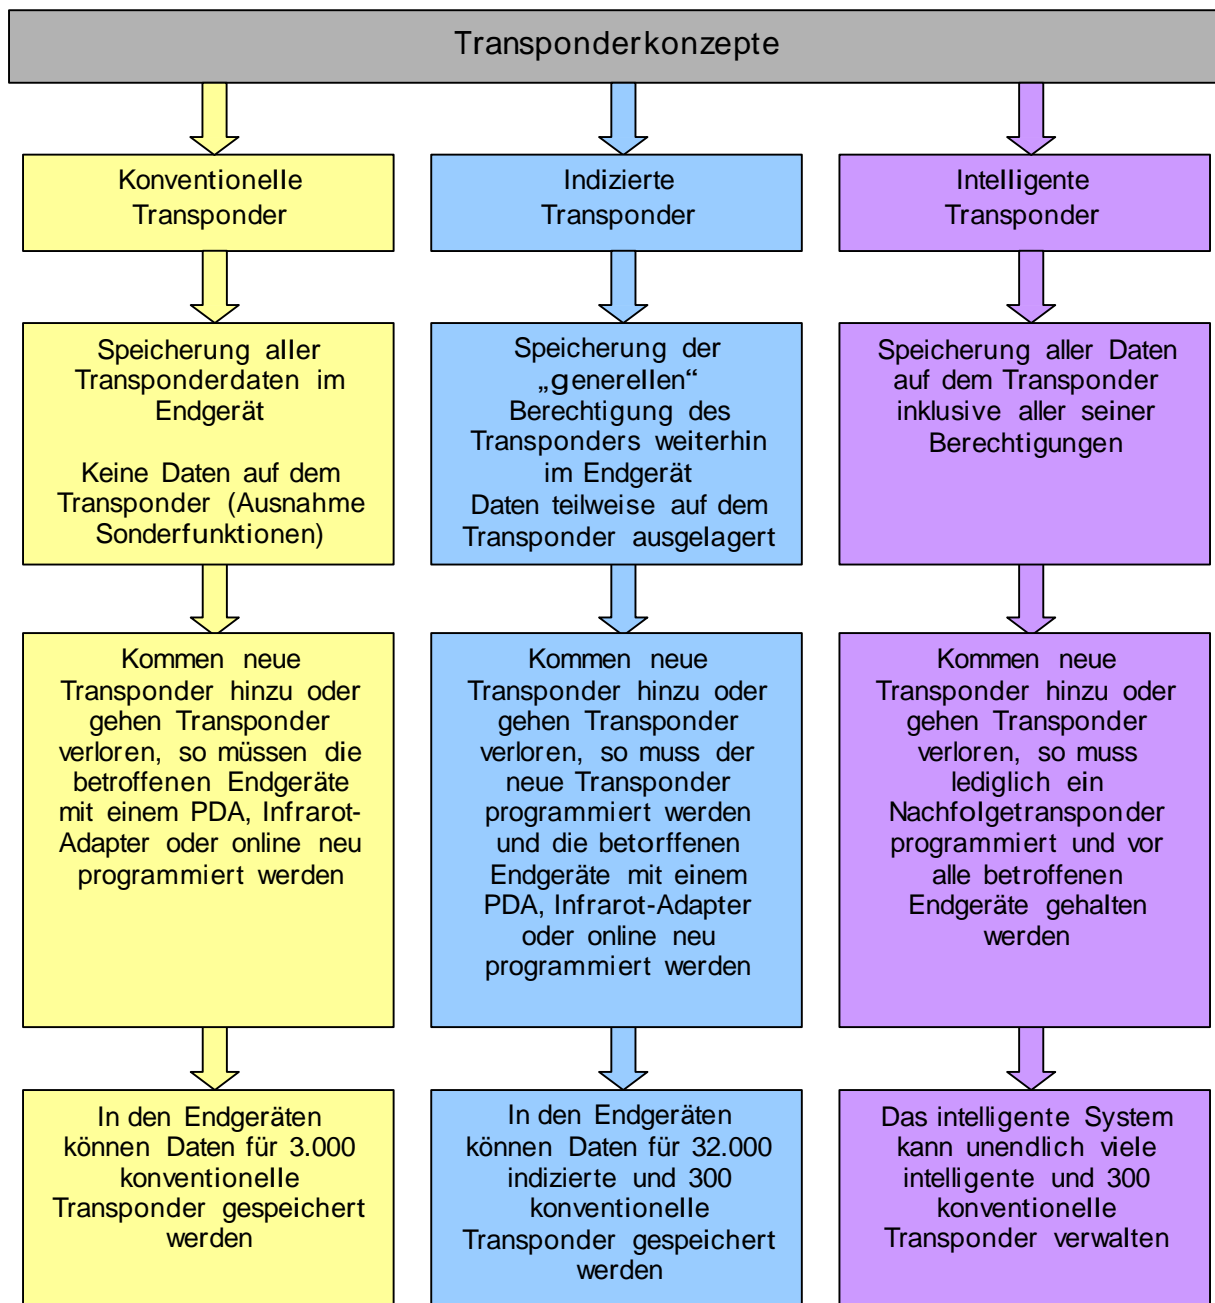 Transponderkonzepte
Konventionelle
Transponder
Speicherung aller
Transponderdaten im
Endgerät
Keine Daten auf dem
Transponder (Ausnahme
Sonderfunktionen)
Kommen neue
Transponder hinzu oder
gehen Transponder
verloren, so müssen die
betroffenen Endgeräte
mit einem PDA, Infrarot-
Adapter oder online neu
programmiert werden
In den Endgeräten
können Daten für 3.000
konventionelle
Transponder gespeichert
werden
Indizierte
Transponder
Speicherung der
„generellen“
Berechtigung des
Transponders weiterhin
im Endgerät
Daten teilweise auf dem
Transponder ausgelagert
Kommen neue
Transponder hinzu oder
gehen Transponder
verloren, so muss der
neue Transponder
programmiert werden
und die betorffenen
Endgeräte mit einem
PDA, Infrarot-Adapter
oder online neu
programmiert werden
In den Endgeräten
können Daten für 32.000
indizierte und 300
konventionelle
Transponder gespeichert
werden
Intelligente
Transponder
Speicherung aller Daten
auf dem Transponder
inklusive aller seiner
Berechtigungen
Kommen neue
Transponder hinzu oder
gehen Transponder
verloren, so muss
lediglich ein
Nachfolgetransponder
programmiert und vor
alle betroffenen
Endgeräte gehalten
werden
Das intelligente System
kann unendlich viele
intelligente und 300
konventionelle
Transponder verwalten